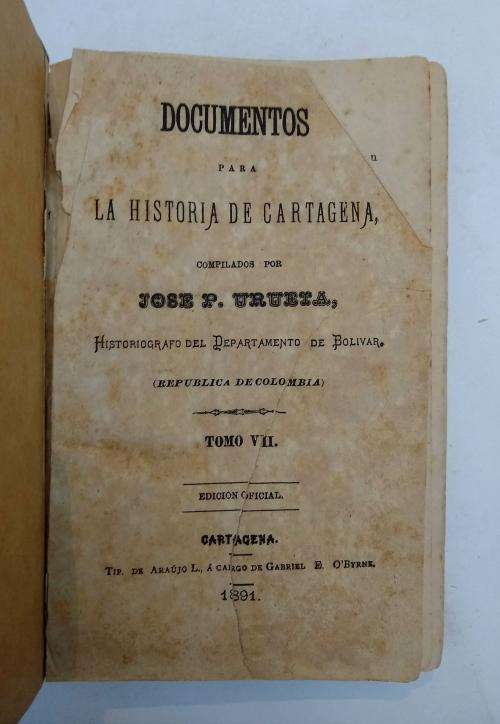 DOCUMENTOS
PARA
LA HISTORIA DE CARTAGENA,
COMPILADOS POR
JOSE P. URUETA,
HISTORIOGRAFO DEL DEPARTAMENTO DE BOLIVAR.
(REPUBLICA DE COLOMBIA)
TOMO VII.
EDICIÓN OFICIAL.
CARTAGENA.
TIP. DE ARAÚJO L., Á CARGO DE GABRIEL E. O'BYRNE.
1891.